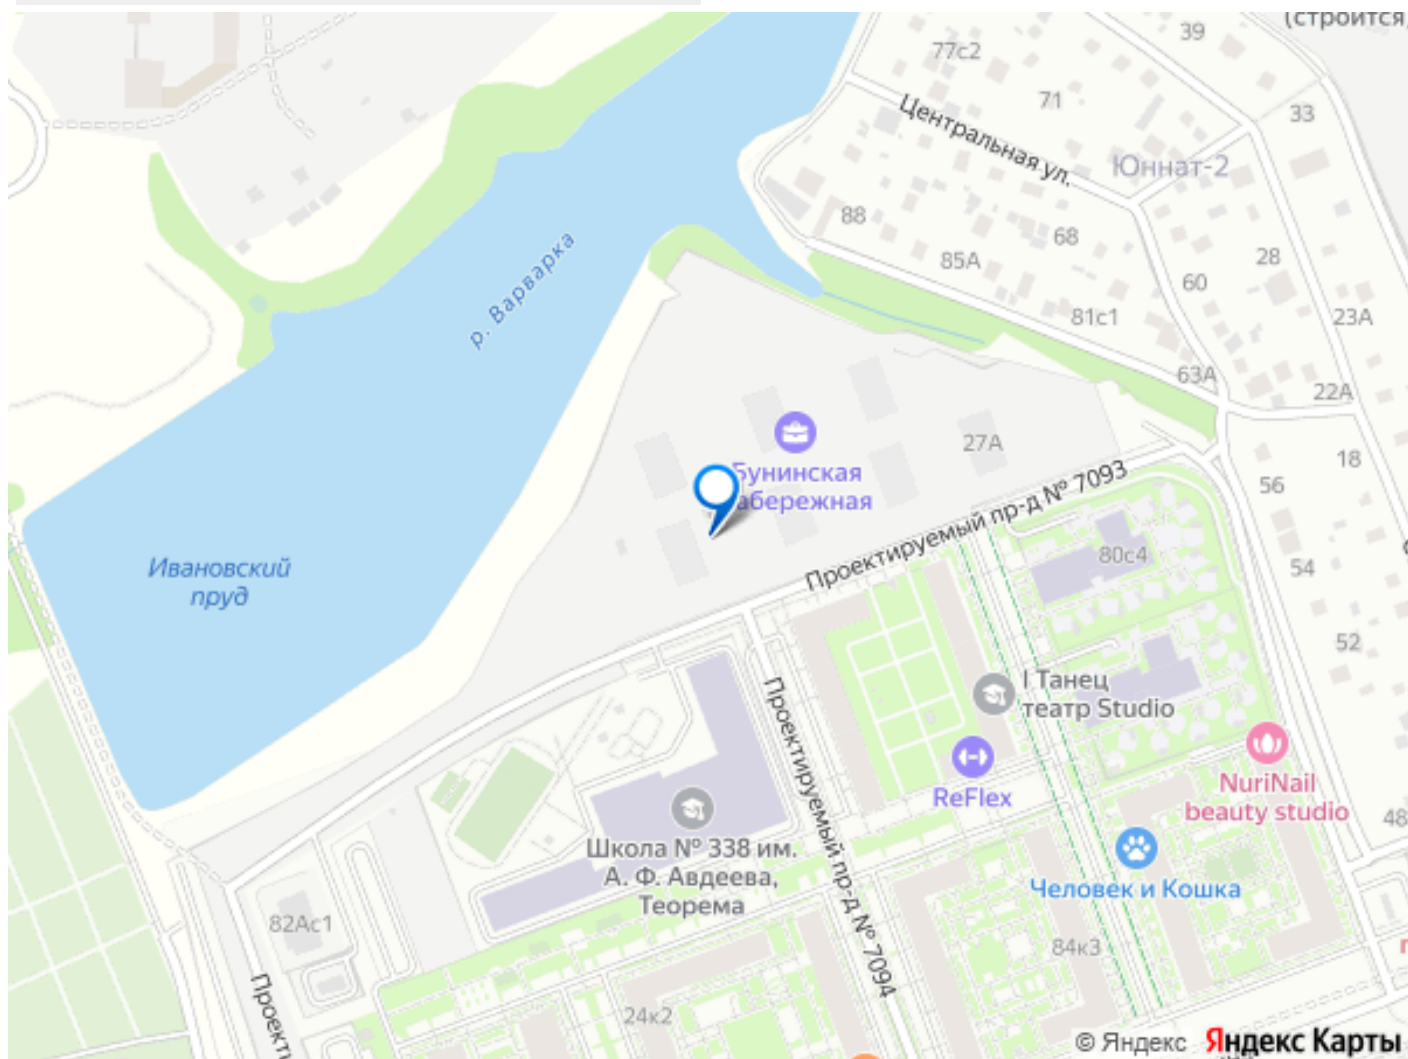 (строится,
39
77с2
71
33
Центральная ул.
Юннат-2
88
68
28
85А
60
р. Варварка
81с1
23А
63А
22А
27А
18
Бунинская
абережная
Проектируемый пр-д № 7093
56
Ивановский
пруд
80с4
54
52
I Танец
театр Studio
Проектируемый пр-д № 7094
ReFlex
NuriNail
beauty studio
48
Школа № 338 им.
А. Ф. Авдеева,
Теорема
Человек и Кошка
82Ас1
84к3
Проекти
24к2
© Яндекс Яндекс Карты